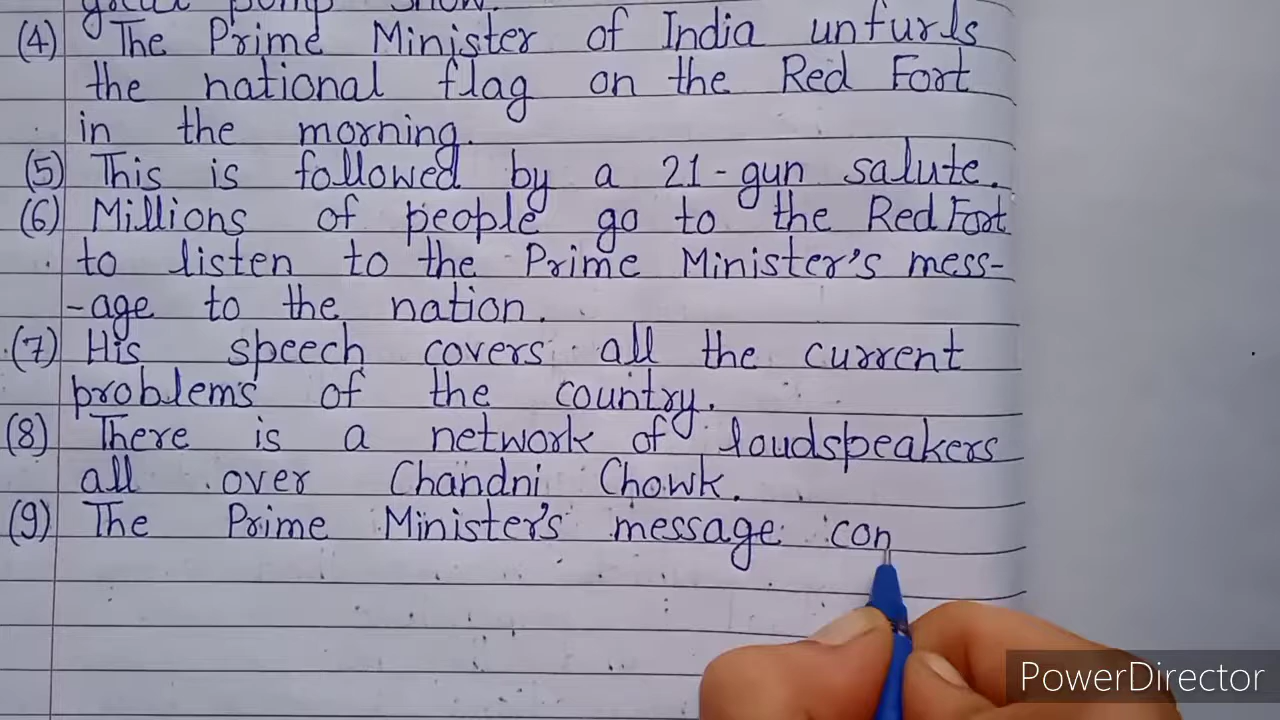 (4) The Prime Minister of India unfurls
the national flag on the Red Fort
in the morning.
(5) This is followed by a 21-gun salute.
(6) Millions of people go to the Red Fort
to listen to the Prime Minister's mess-
-age to the nation.
(7) His speech covers all the current
problems of the country.
(8) There is a network of loudspeakers
all over Chandni Chowk.
(9) The Prime Minister's message con
PowerDirector